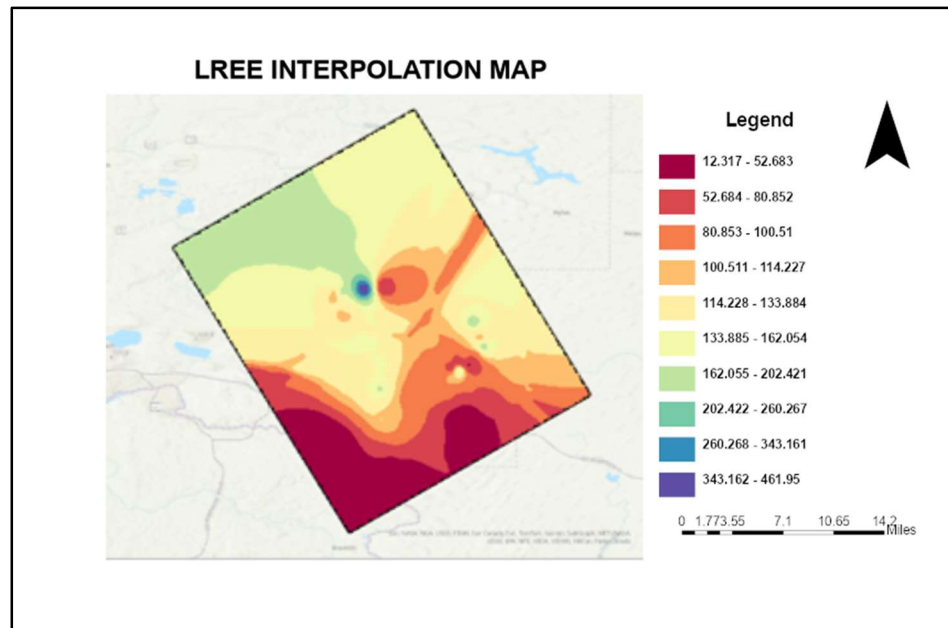 LREE INTERPOLATION MAP
Legend
12.317 - 52.683
52.684 - 80.852
80.853 - 100.51
100.511 - 114.227
114.228 - 133.884
133.885 - 162.054
162.055 - 202.421
202.422 - 260.267
260.268 - 343.161
343.162 - 461.95
0 1.773.55 7.1 10.65 14.2
Miles